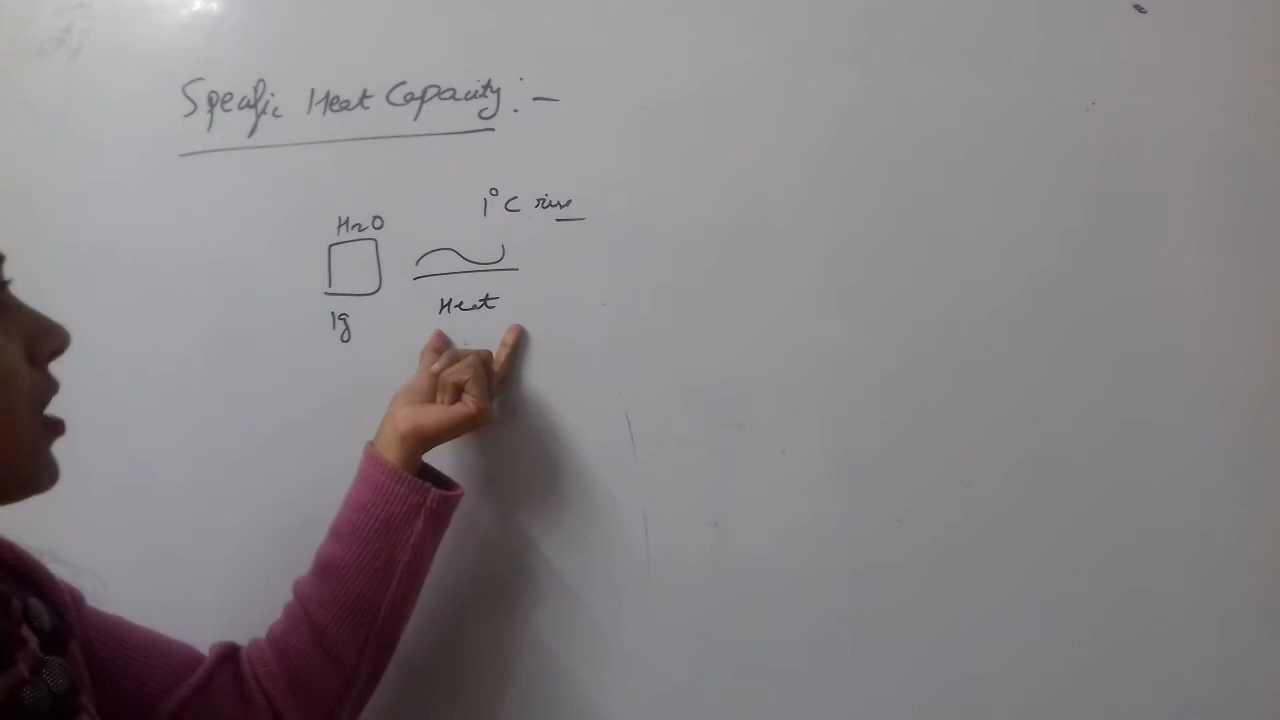 Specific Heat Capacity :-
1°C rise
H2O
Heat
1g